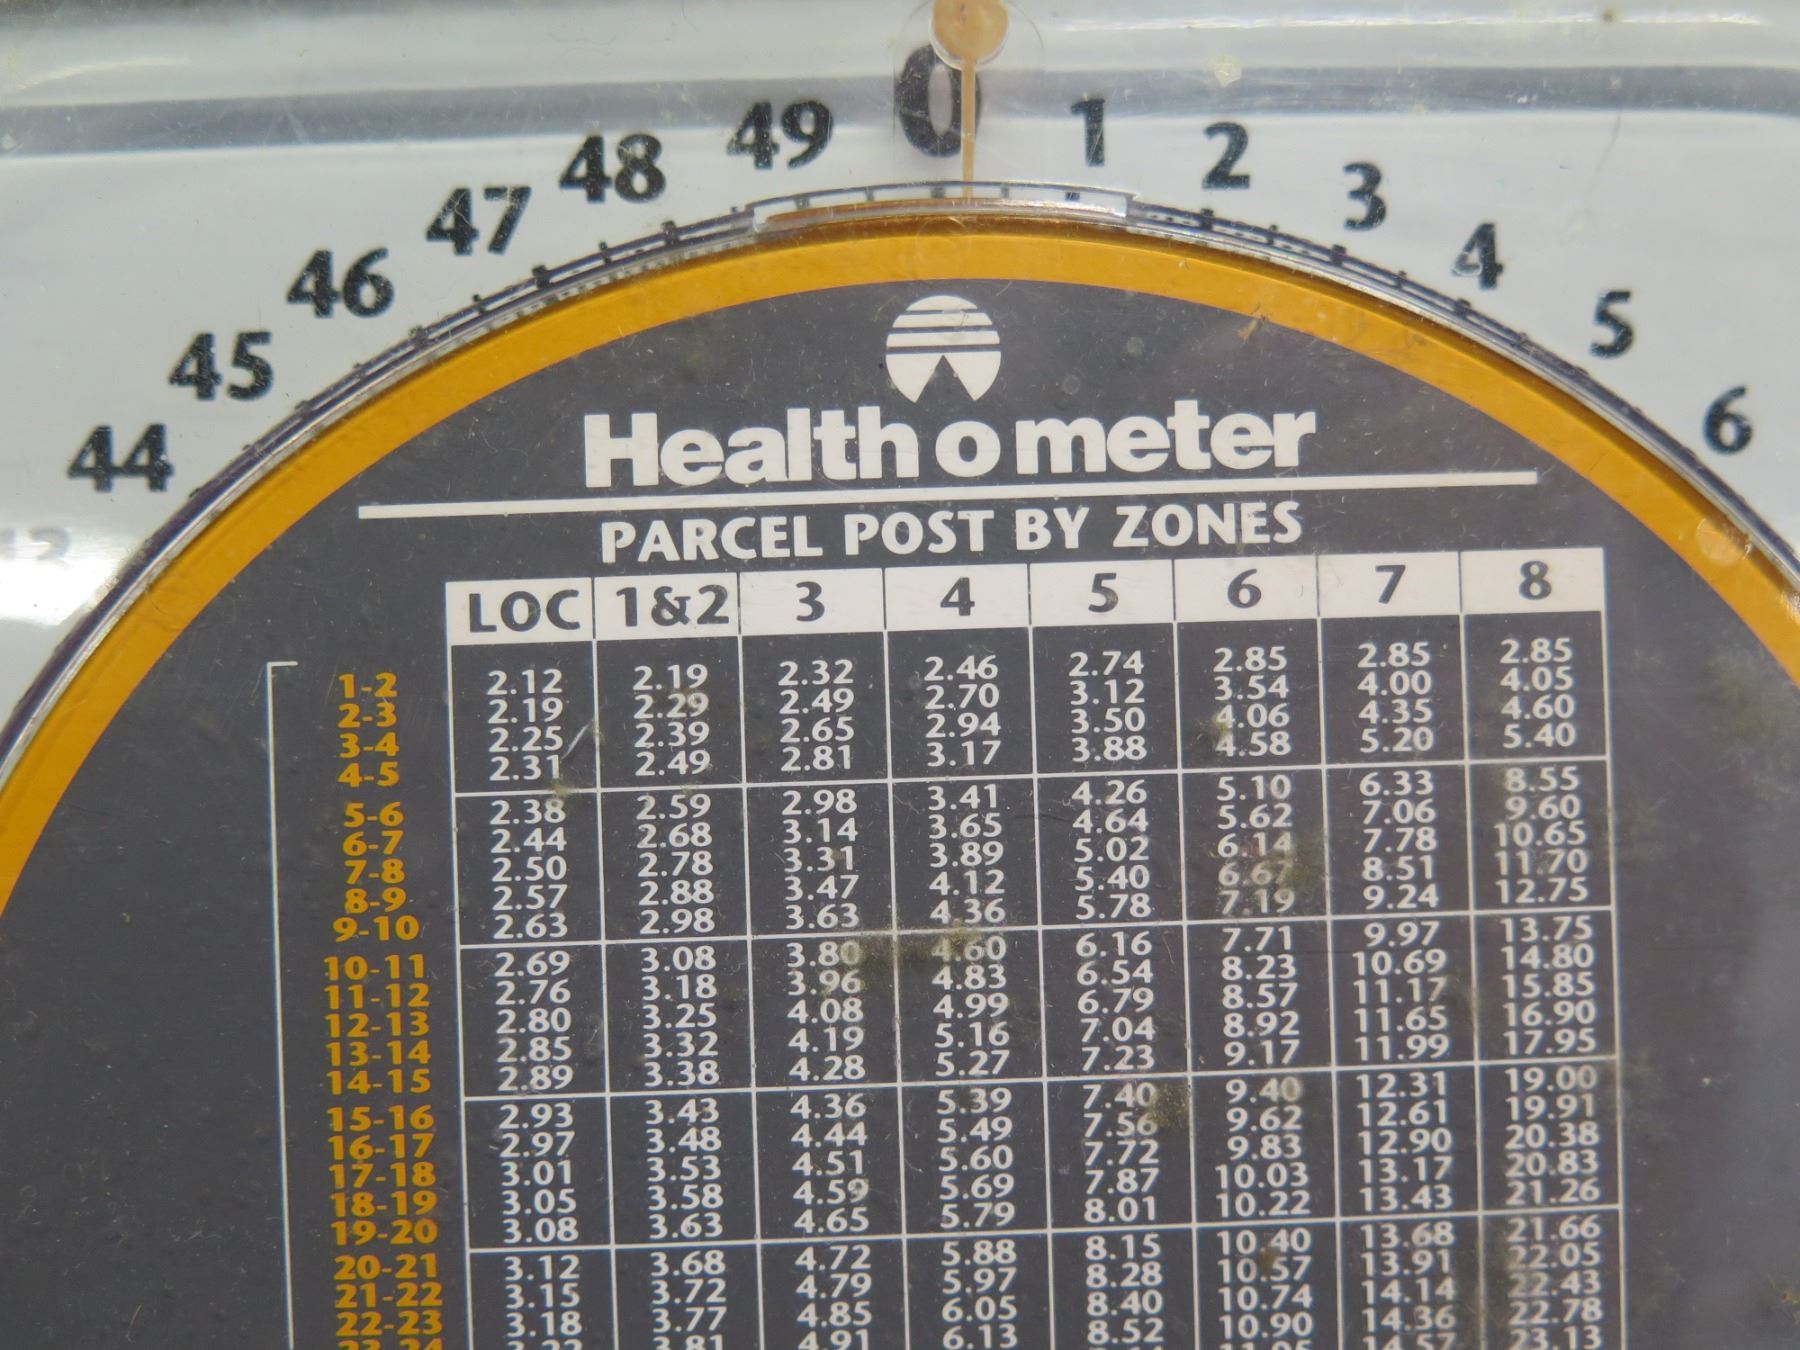 44 45 46 47 48 49 0 1 2 3 4 5 6
Health o meter
PARCEL POST BY ZONES
LOC 1&2 3 4 5 6 7 8
1-2 2.12 2.19 2.32 2.46 2.74 2.85 2.85 2.85
2-3 2.19 2.29 2.49 2.70 3.12 3.54 4.00 4.05
3-4 2.25 2.39 2.65 2.94 3.50 4.06 4.35 4.60
4-5 2.31 2.49 2.81 3.17 3.88 4.58 5.20 5.40
5-6 2.38 2.59 2.98 3.41 4.26 5.10 6.33 8.55
6-7 2.44 2.68 3.14 3.65 4.64 5.62 7.06 9.60
7-8 2.50 2.78 3.31 3.89 5.02 6.14 7.78 10.65
8-9 2.57 2.88 3.47 4.12 5.40 6.67 8.51 11.70
9-10 2.63 2.98 3.63 4.36 5.78 7.19 9.24 12.75
10-11 2.69 3.08 3.80 4.60 6.16 7.71 9.97 13.75
11-12 2.76 3.18 3.96 4.83 6.54 8.23 10.69 14.80
12-13 2.80 3.25 4.08 4.99 6.79 8.57 11.17 15.85
13-14 2.85 3.32 4.19 5.16 7.04 8.92 11.65 16.90
14-15 2.89 3.38 4.28 5.27 7.23 9.17 11.99 17.95
15-16 2.93 3.43 4.36 5.39 7.40 9.40 12.31 19.00
16-17 2.97 3.48 4.44 5.49 7.56 9.62 12.61 19.91
17-18 3.01 3.53 4.51 5.60 7.72 9.83 12.90 20.38
18-19 3.05 3.58 4.59 5.69 7.87 10.03 13.17 20.83
19-20 3.08 3.63 4.65 5.79 8.01 10.22 13.43 21.26
20-21 3.12 3.68 4.72 5.88 8.15 10.40 13.68 21.66
21-22 3.15 3.72 4.79 5.97 8.28 10.57 13.91 22.05
22-23 3.18 3.77 4.85 6.05 8.40 10.74 14.14 22.43
23-24 3.22 3.81 4.91 6.13 8.52 10.90 14.36 22.78
14.57 23.13